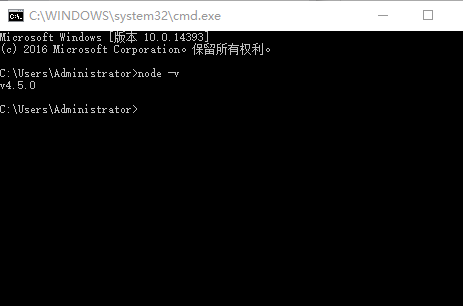 C:\WINDOWS\system32\cmd.exe
Microsoft Windows [版本 10.0.14393]
(c) 2016 Microsoft Corporation。保留所有权利。
C:\Users\Administrator>node -v
v4.5.0
C:\Users\Administrator>